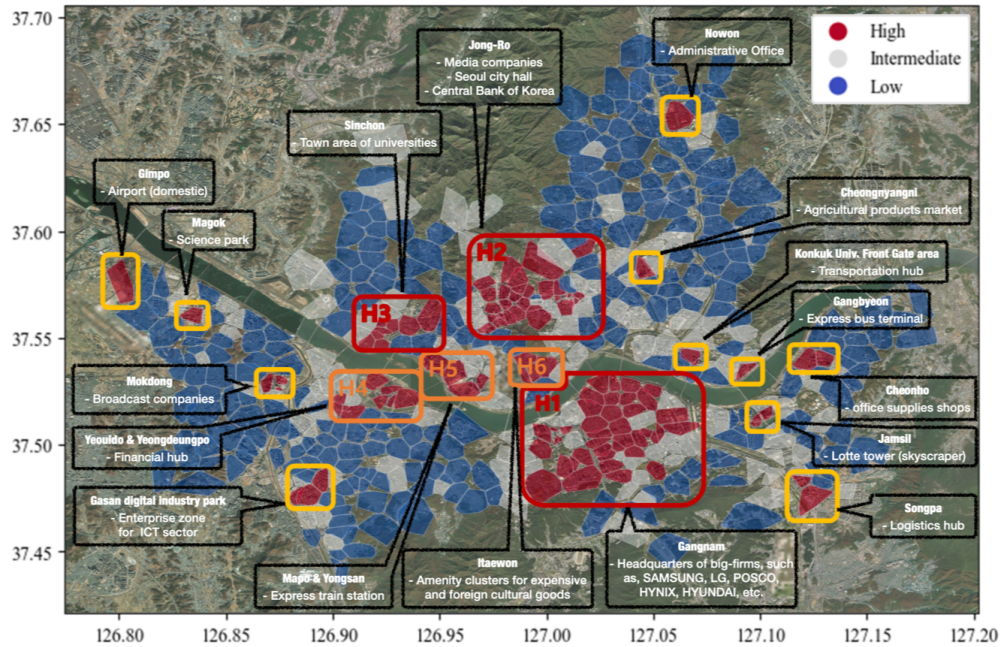 37.70
37.65
37.60
37.55
37.50
37.45
126.80
126.85
126.90
126.95
127.00
127.05
127.10
127.15
127.20
High
Intermediate
Low
Nowon
- Administrative Office
Jong-Ro
- Media companies
- Seoul city hall
- Central Bank of Korea
Sinchon
- Town area of universities
Gimpo
- Airport (domestic)
Magok
- Science park
Cheongnyangni
- Agricultural products market
Konkuk Univ. Front Gate area
- Transportation hub
Gangbyeon
- Express bus terminal
H2
H3
H5
H6
H4
H1
Mokdong
- Broadcast companies
Cheonho
- office supplies shops
Yeouido & Yeongdeungpo
- Financial hub
Jamsil
- Lotte tower (skyscraper)
Gasan digital industry park
- Enterprise zone
for ICT sector
Songpa
- Logistics hub
Mapo & Yongsan
- Express train station
Itaewon
- Amenity clusters for expensive
and foreign cultural goods
Gangnam
- Headquarters of big-firms, such
as, SAMSUNG, LG, POSCO,
HYNIX, HYUNDAI, etc.